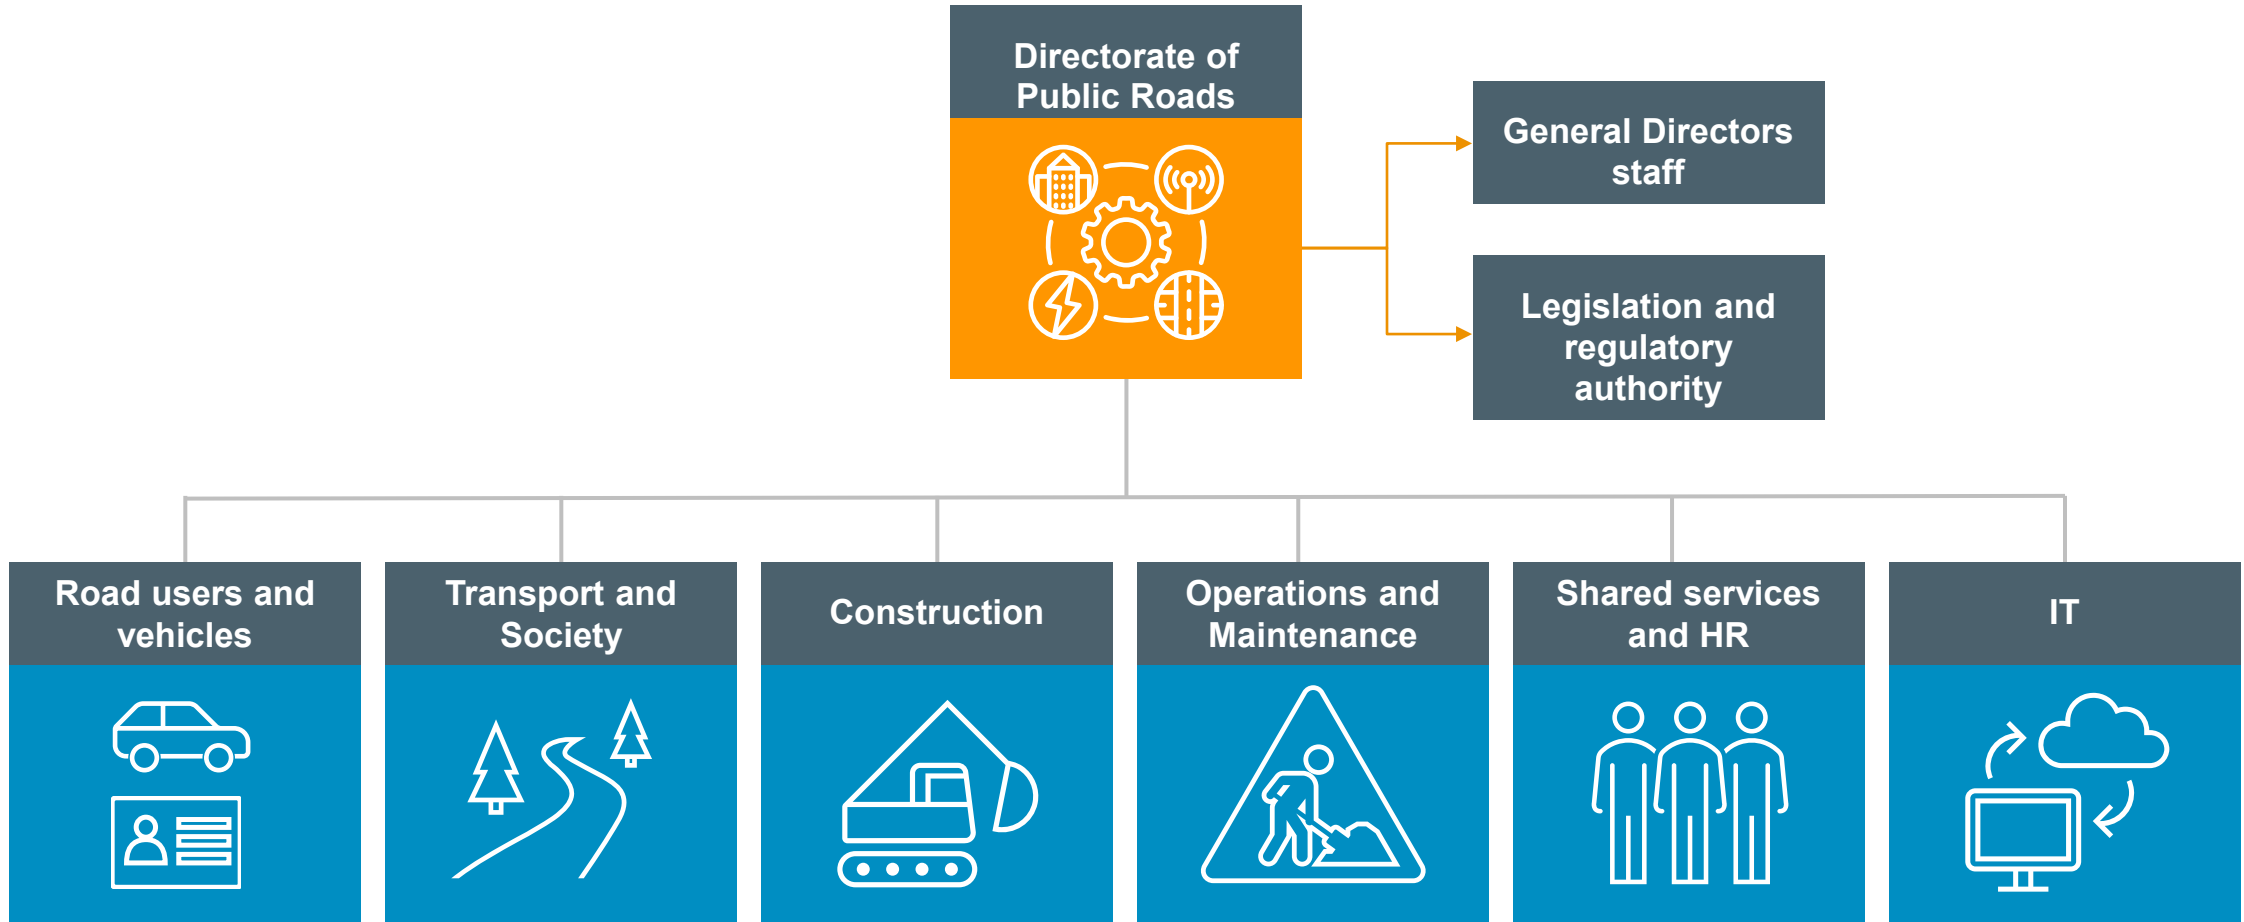 Directorate of
Public Roads
General Directors
staff
Legislation and
regulatory
authority
Road users and
vehicles
Transport and
Society
Construction
Operations and
Maintenance
Shared services
and HR
IT